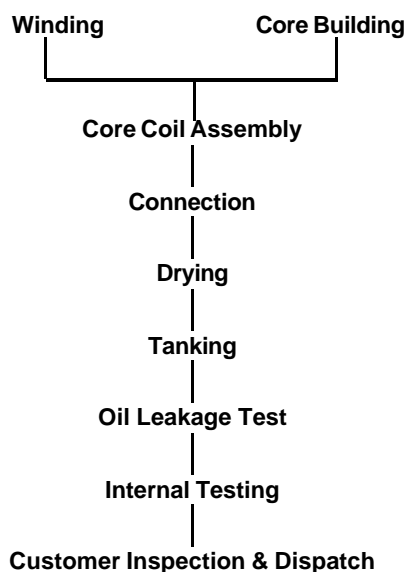 Winding
Core Building
Core Coil Assembly
Connection
Drying
Tanking
Oil Leakage Test
Internal Testing
Customer Inspection & Dispatch